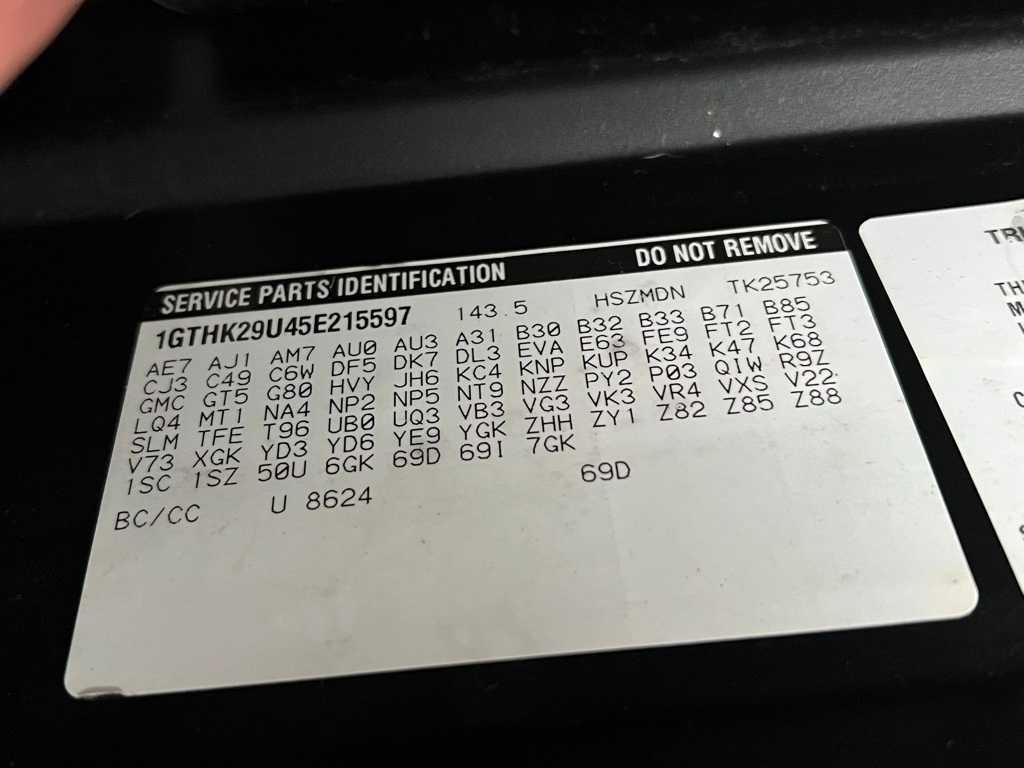 SERVICE PARTS IDENTIFICATION DO NOT REMOVE
1GTHK29U45E215597 143.5 HSZMDN TK25753
AE7 AJ1 AM7 AU0 AU3 A31 B30 B32 B33 B71 B85
CJ3 C49 C6W DF5 DK7 DL3 EVA E63 FE9 FT2 FT3
GMC GT5 G80 HVY JH6 KC4 KNP KUP K34 K47 K68
LQ4 MT1 NA4 NP2 NP5 NT9 NZZ PY2 P03 QIW R9Z
SLM TFE T96 UB0 UQ3 VB3 VG3 VK3 VR4 VXS V22
V73 XGK YD3 YD6 YE9 YGK ZHH ZY1 Z82 Z85 Z88
1SC 1SZ 50U 6GK 69D 69I 7GK
BC/CC U 8624 69D